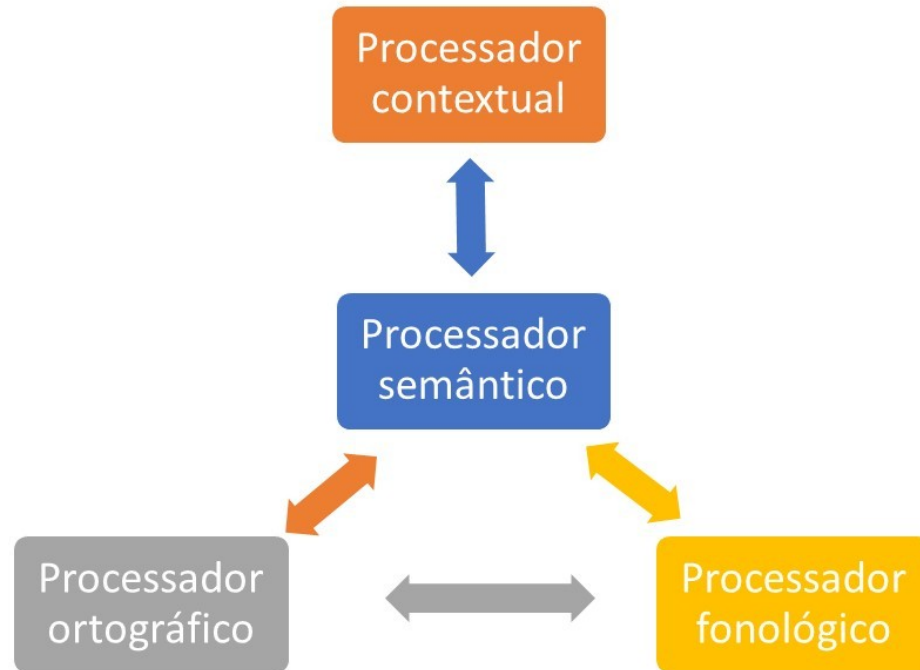 Processador
contextual
Processador
semântico
Processador
ortográfico
Processador
fonológico